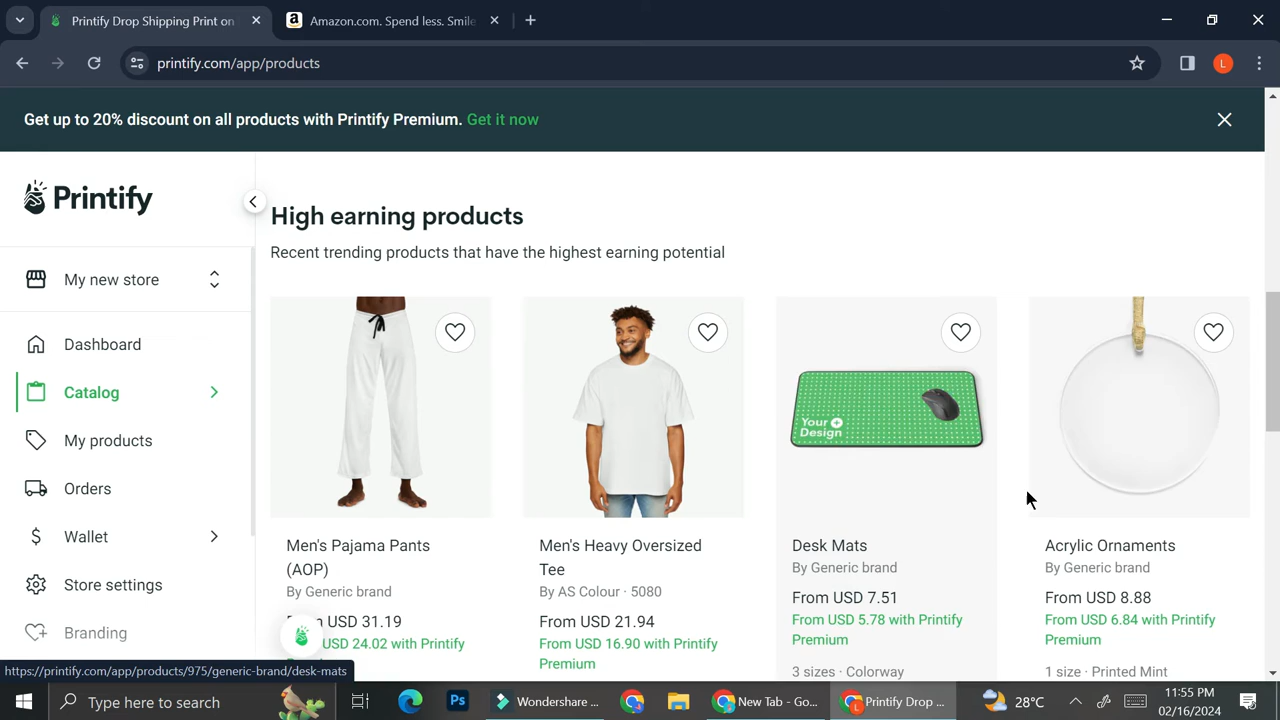 Printify Drop Shipping Print on
Amazon.com. Spend less. Smile
printify.com/app/products
L
Get up to 20% discount on all products with Printify Premium. Get it now
Printify
My new store
Dashboard
Catalog
My products
Orders
Wallet
Store settings
Branding
High earning products
Recent trending products that have the highest earning potential
Your
Design
Men's Pajama Pants
(AOP)
By Generic brand
USD 31.19
USD 24.02 with Printify
Men's Heavy Oversized
Tee
By AS Colour · 5080
From USD 21.94
From USD 16.90 with Printify
Premium
Desk Mats
By Generic brand
From USD 7.51
From USD 5.78 with Printify
Premium
3 sizes · Colorway
Acrylic Ornaments
By Generic brand
From USD 8.88
From USD 6.84 with Printify
Premium
1 size · Printed Mint
https://printify.com/app/products/975/generic-brand/desk-mats
Type here to search
Ps
Wondershare ...
New Tab - Go...
Printify Drop ...
28°C
11:55 PM
02/16/2024